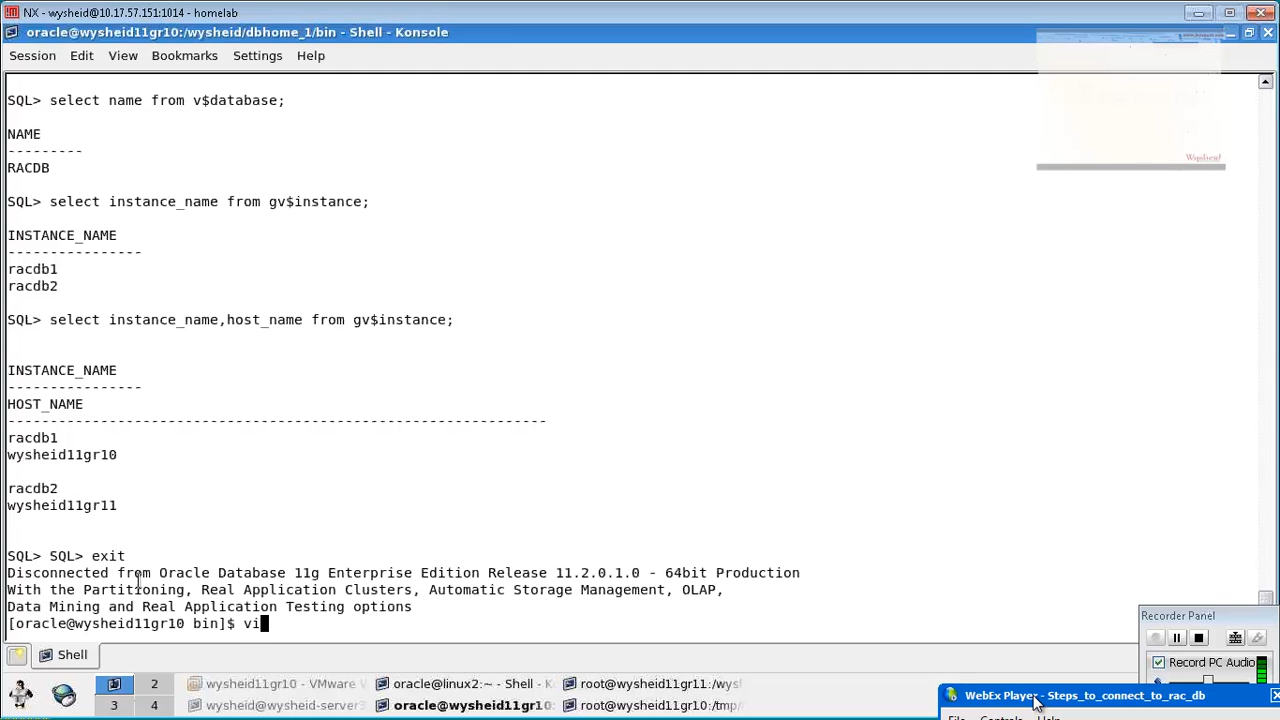 NX - wysheid@10.17.57.151:1014 - homelab
oracle@wysheid11gr10:/wysheid/dbhome_1/bin - Shell - Konsole
Session Edit View Bookmarks Settings Help
SQL> select name from v$database;
NAME
---------
RACDB
SQL> select instance_name from gv$instance;
INSTANCE_NAME
----------------
racdb1
racdb2
SQL> select instance_name,host_name from gv$instance;
INSTANCE_NAME
----------------
HOST_NAME
----------------------------------------------------------------
racdb1
wysheid11gr10
racdb2
wysheid11gr11
SQL> SQL> exit
Disconnected from Oracle Database 11g Enterprise Edition Release 11.2.0.1.0 - 64bit Production
With the Partitioning, Real Application Clusters, Automatic Storage Management, OLAP,
Data Mining and Real Application Testing options
[oracle@wysheid11gr10 bin]$ vi
Recorder Panel
Shell
Record PC Audio
2
wysheid11gr10 - VMware
oracle@linux2:~ - Shell - K
root@wysheid11gr11:/wys
3
4
wysheid@wysheid-server
oracle@wysheid11gr10:
root@wysheid11gr10:/tmp
WebEx Player - Steps_to_connect_to_rac_db
File Controls Help